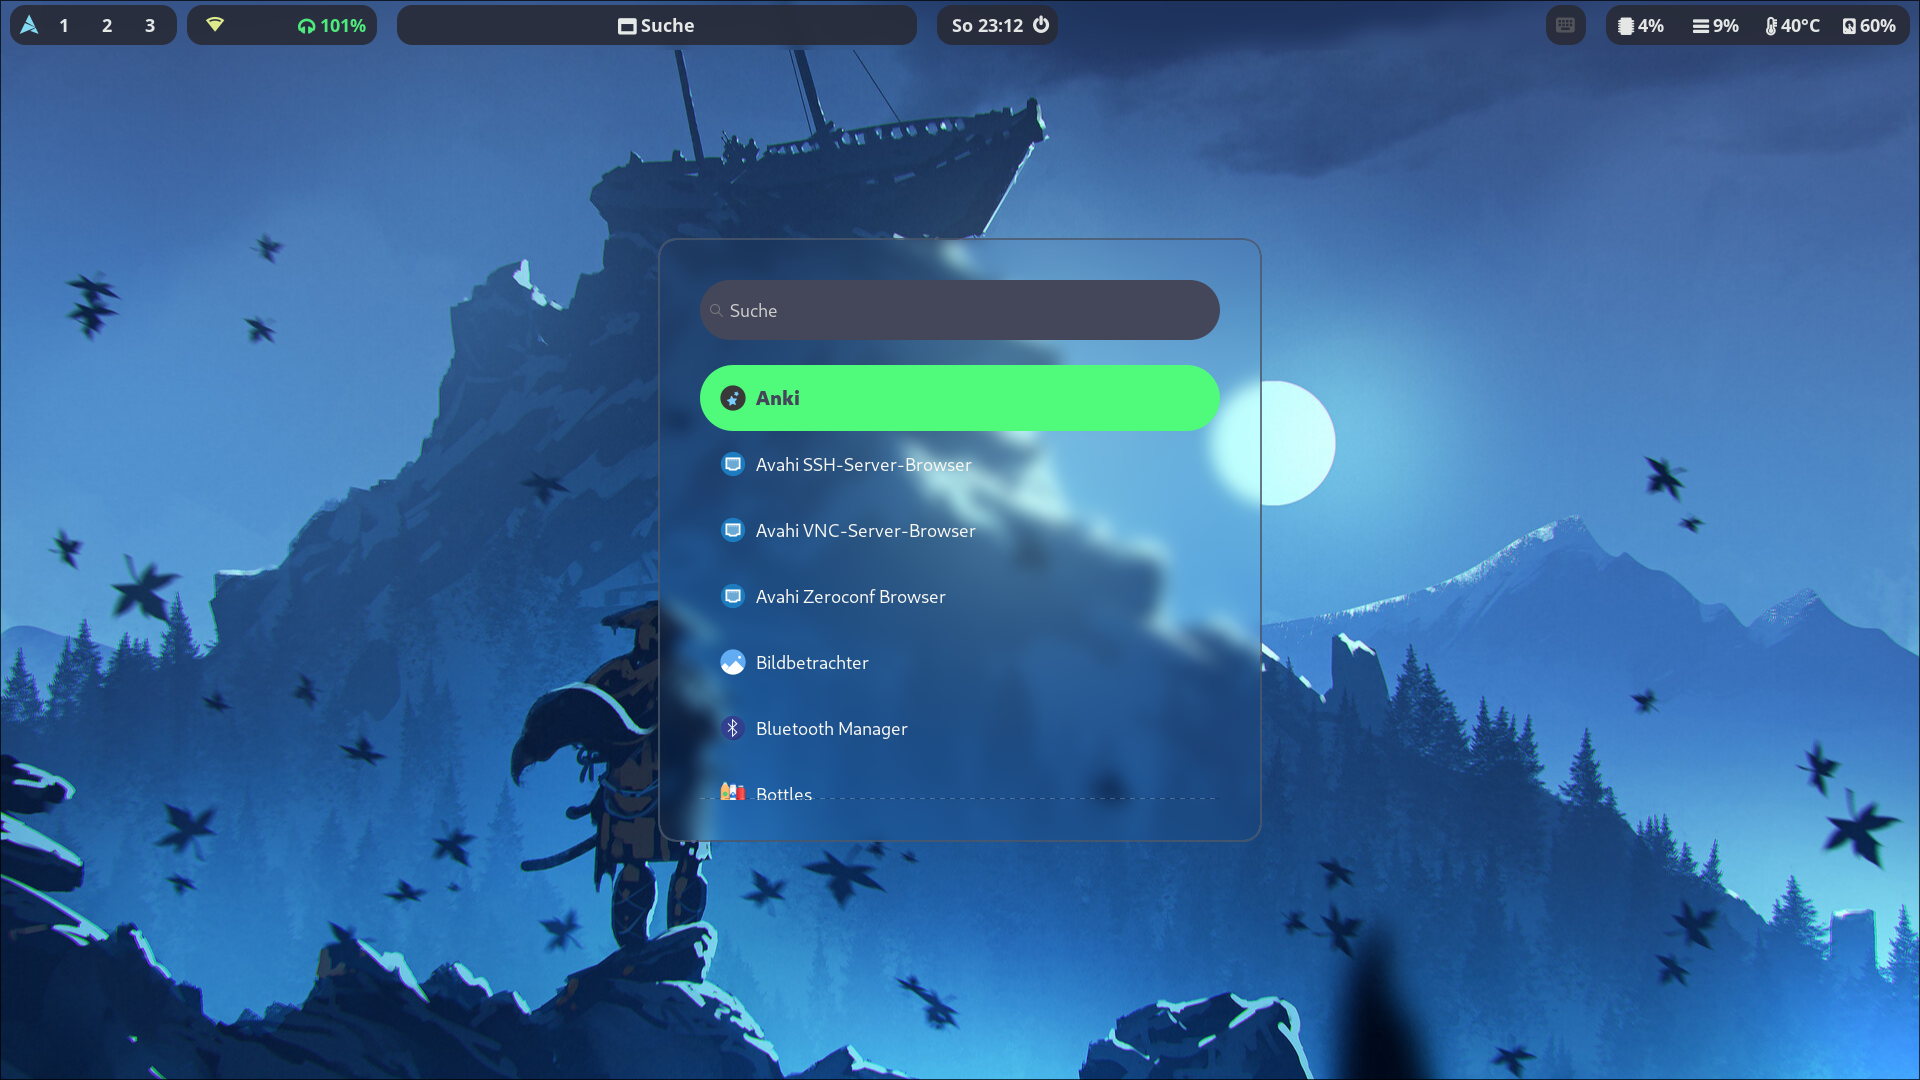 1 2 3 101% Suche So 23:12 4% 9% 40°C 60%
Suche
Anki
Avahi SSH-Server-Browser
Avahi VNC-Server-Browser
Avahi Zeroconf Browser
Bildbetrachter
Bluetooth Manager
Bottles